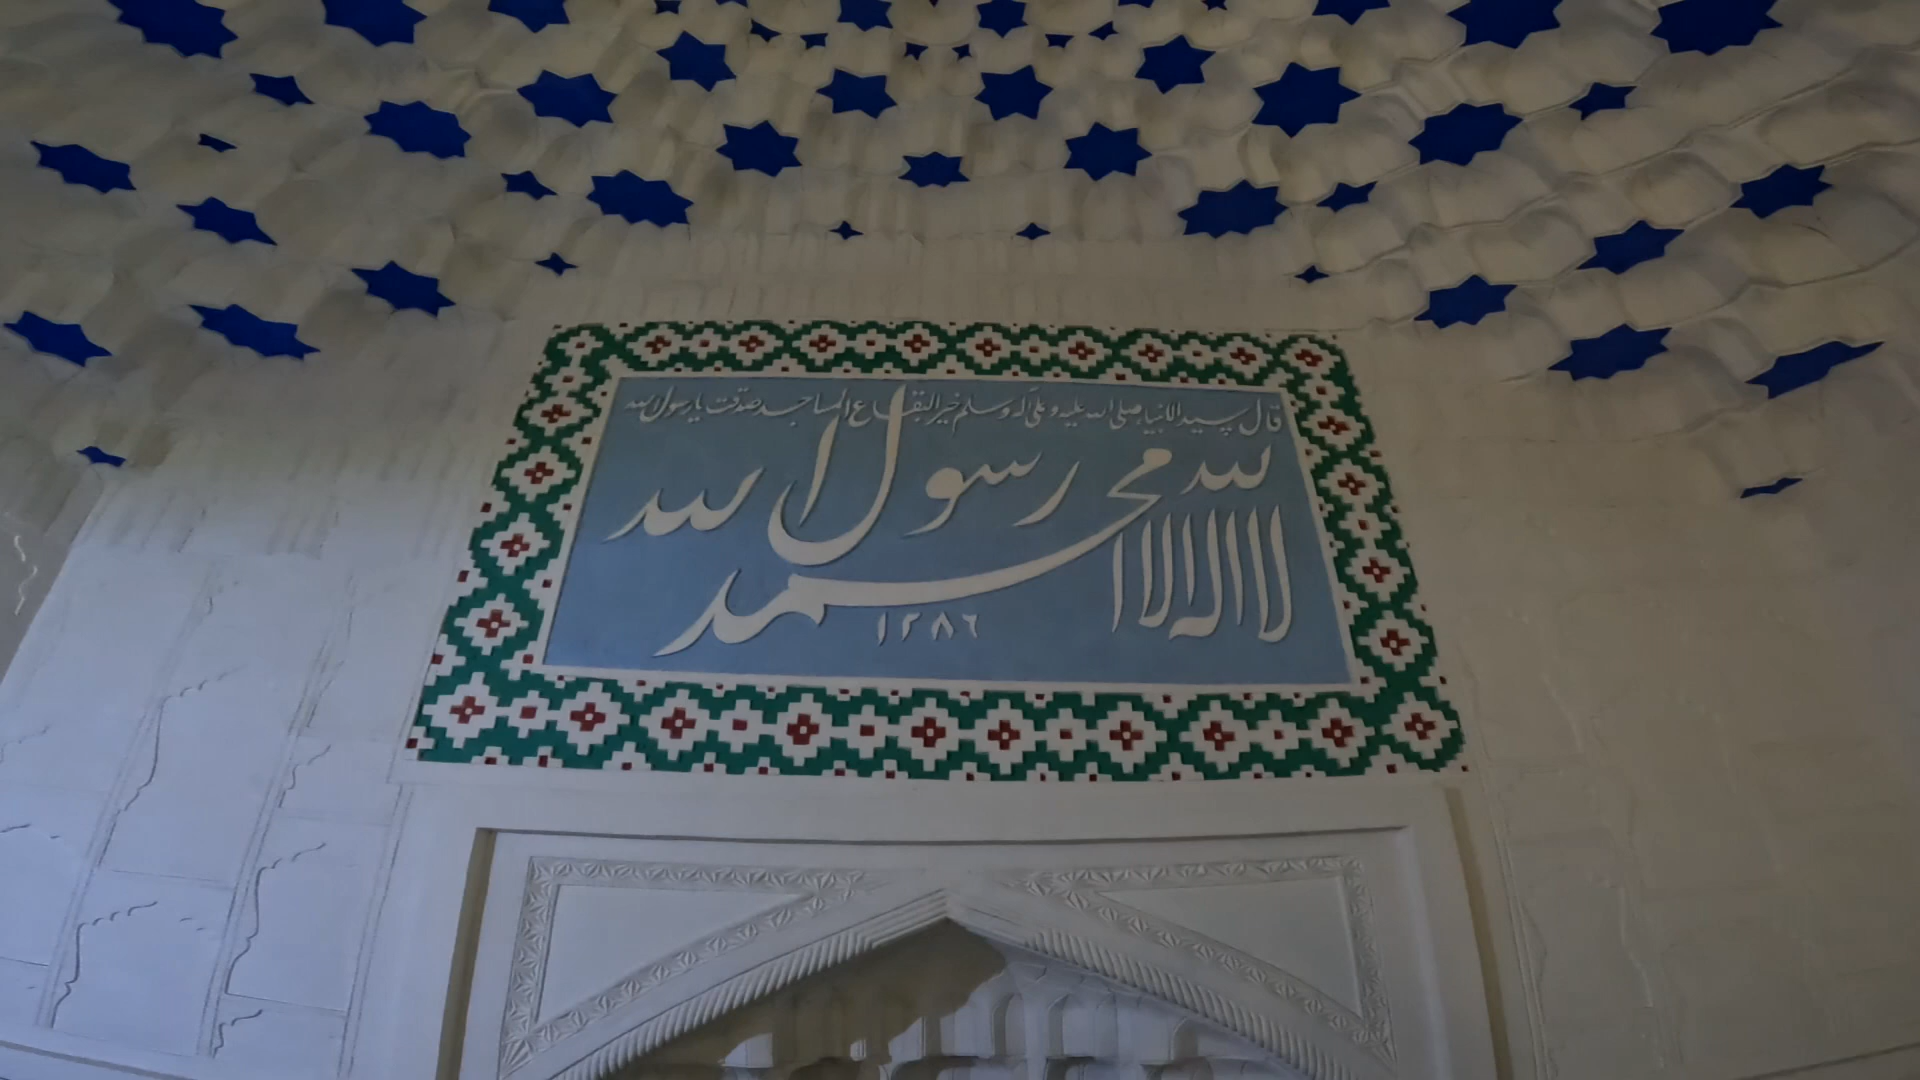 قال سيد الانبياء صلى الله عليه وعلى آله وسلم خير البقاع المساجد صدقت يا رسول الله
لا اله الا الله محمد رسول الله
١٢٨٦